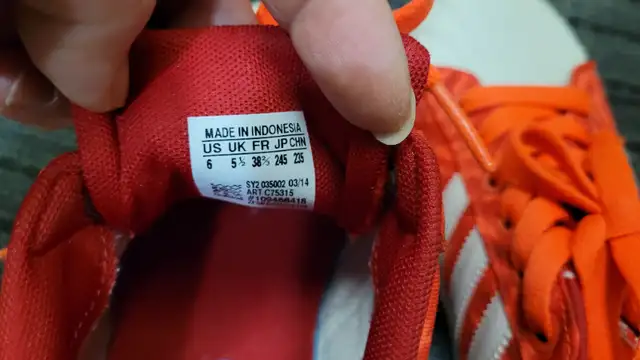 MADE IN INDONESIA
US UK FR JP CHN
6 5½ 38⅔ 245 235
SY2 035002 03/14
ART C75315